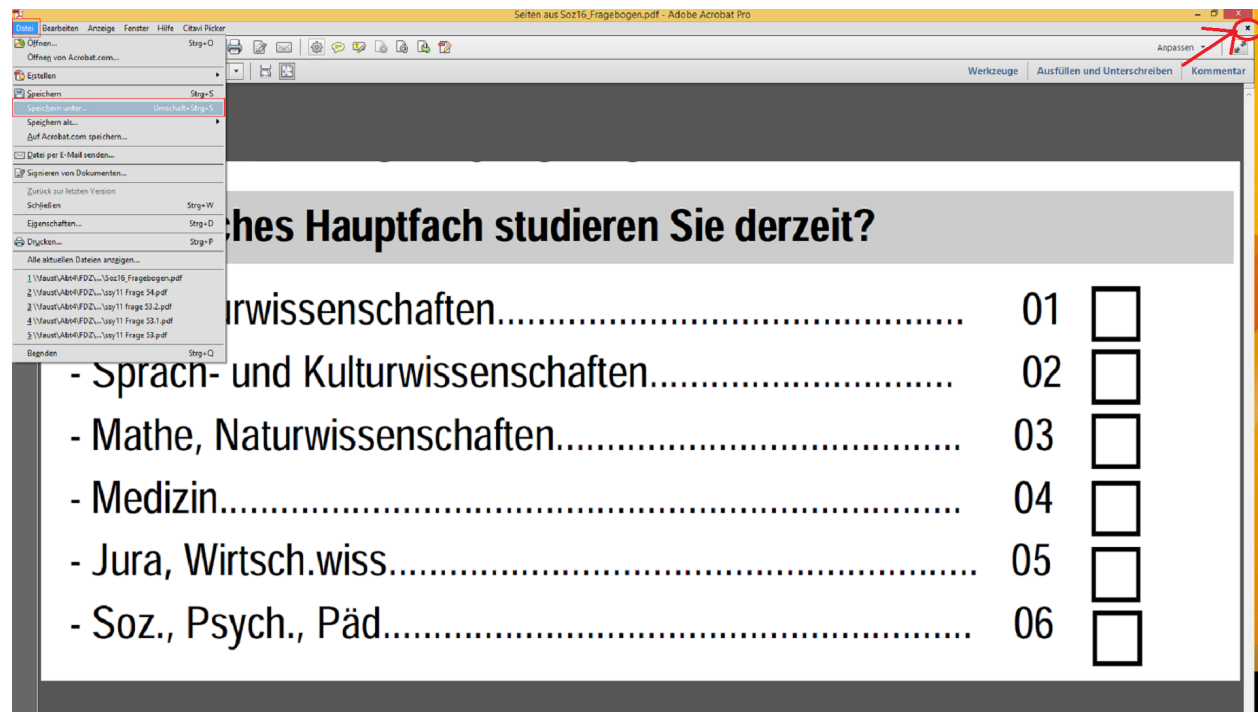 Seiten aus Soz16_Fragebogen.pdf - Adobe Acrobat Pro
Datei Bearbeiten Anzeige Fenster Hilfe Citavi Picker
Öffnen... Strg+O
Öffnen von Acrobat.com...
Erstellen
Speichern Strg+S
Speichern unter... Umschalt+Strg+S
Speichern als...
Auf Acrobat.com speichern...
Datei per E-Mail senden...
Signieren von Dokumenten...
Zurück zur letzten Version
Schließen Strg+W
Eigenschaften... Strg+D
Drucken... Strg+P
Alle aktuellen Dateien anzeigen...
1 \\faust\Abt4\FDZ\...\Soz16_Fragebogen.pdf
2 \\faust\Abt4\FDZ\...\ssy11 Frage 54.pdf
3 \\faust\Abt4\FDZ\...\ssy11 frage 53.2.pdf
4 \\faust\Abt4\FDZ\...\ssy11 Frage 53.1.pdf
5 \\faust\Abt4\FDZ\...\ssy11 Frage 53.pdf
Beenden Strg+Q
Anpassen
Werkzeuge Ausfüllen und Unterschreiben Kommentar
ches Hauptfach studieren Sie derzeit?
urwissenschaften.................................................. 01
- Sprach- und Kulturwissenschaften................................ 02
- Mathe, Naturwissenschaften.......................................... 03
- Medizin............................................................................ 04
- Jura, Wirtsch.wiss............................................................ 05
- Soz., Psych., Päd............................................................. 06